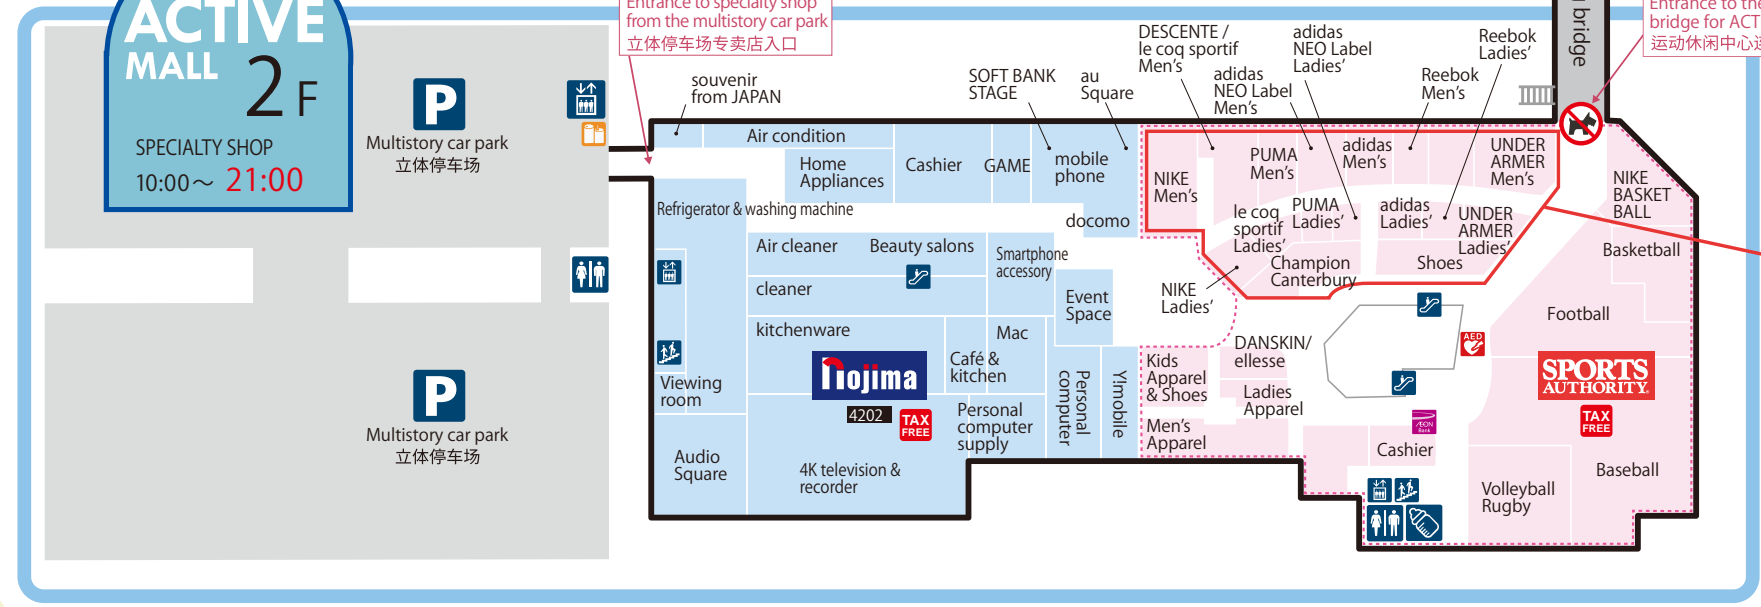 ACTIVE
MALL
2F
SPECIALTY SHOP
10:00～ 21:00
P
Multistory car park
立体停车场
P
Multistory car park
立体停车场
Entrance to specialty shop
from the multistory car park
立体停车场专卖店入口
souvenir
from JAPAN
SOFT BANK
STAGE
au
Square
DESCENTE /
le coq sportif
Men's
adidas
NEO Label
Men's
adidas
NEO Label
Ladies'
Reebok
Men's
Reebok
Ladies'
bridge
Entrance to the
bridge for ACT
运动休闲中心
Air condition
Home
Appliances
Cashier
GAME
mobile
phone
docomo
Refrigerator & washing machine
Air cleaner
Beauty salons
Smartphone
accessory
cleaner
Event
Space
kitchenware
Mac
nojima
4202
TAX
FREE
Café &
kitchen
Viewing
room
Personal
computer
supply
Personal
computer
Y!mobile
Audio
Square
4K television &
recorder
NIKE
Men's
PUMA
Men's
adidas
Men's
UNDER
ARMER
Men's
le coq
sportif
Ladies'
PUMA
Ladies'
adidas
Ladies'
UNDER
ARMER
Ladies'
Champion
Canterbury
Shoes
NIKE
Ladies'
NIKE
BASKET
BALL
Basketball
Football
Kids
Apparel
& Shoes
DANSKIN/
ellesse
Ladies
Apparel
Men's
Apparel
AED
SPORTS
AUTHORITY
TAX
FREE
AEON
Bank
Cashier
Volleyball
Rugby
Baseball